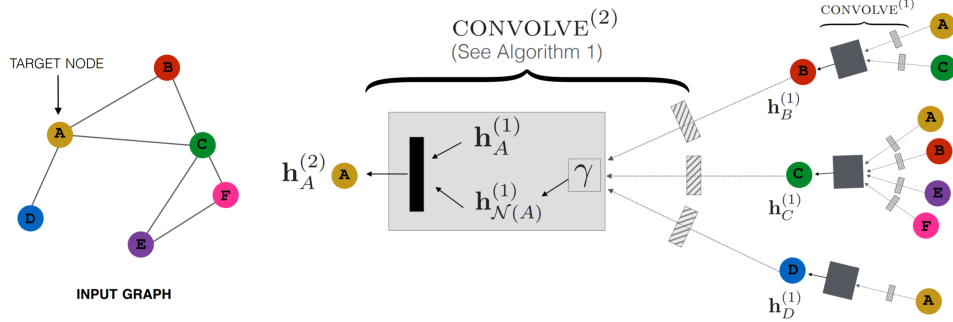 TARGET NODE
A
B
C
D
E
F
INPUT GRAPH
CONVOLVE^(2)
(See Algorithm 1)
h_A^(2)
A
h_A^(1)
h_{N(A)}^(1)
γ
B
h_B^(1)
C
h_C^(1)
D
h_D^(1)
CONVOLVE^(1)
A
C
A
B
E
F
A